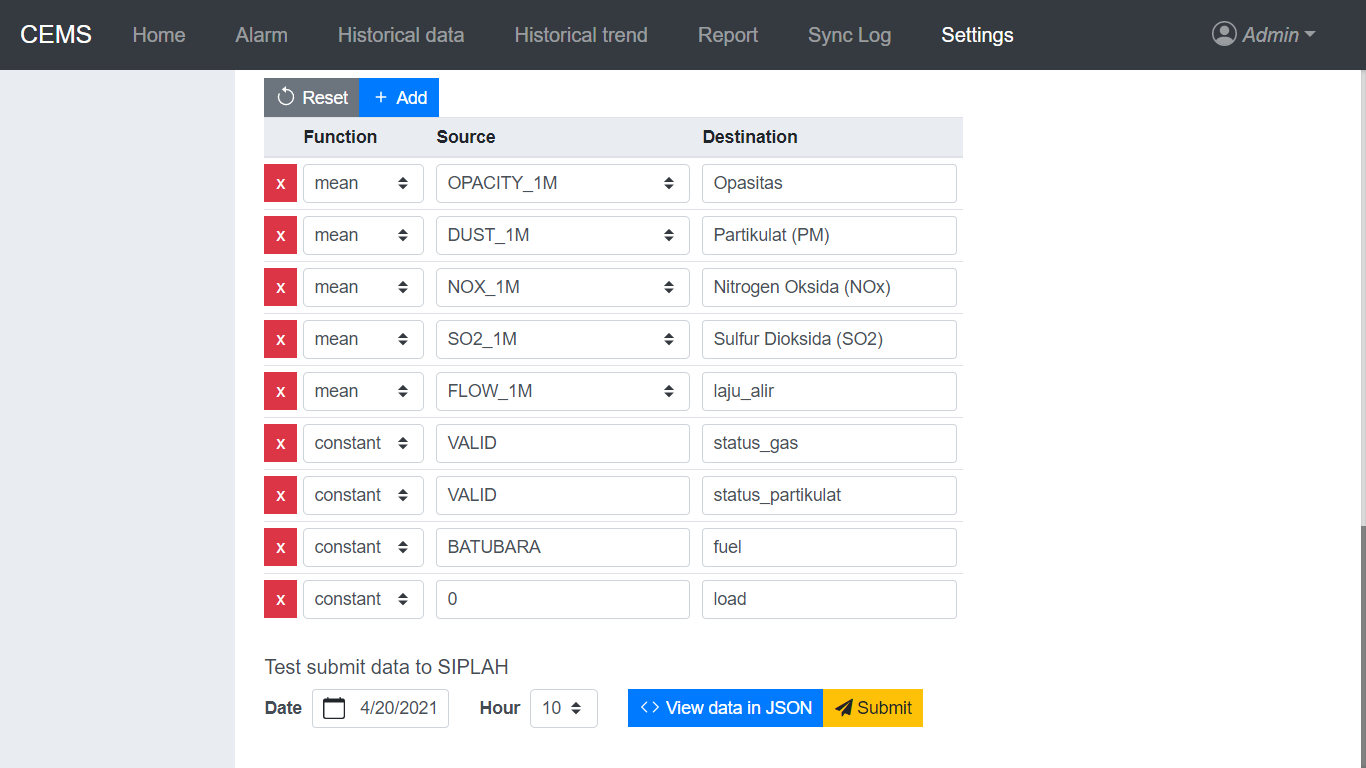 CEMS Home Alarm Historical data Historical trend Report Sync Log Settings Admin
Reset + Add
Function Source Destination
x mean OPACITY_1M Opasitas
x mean DUST_1M Partikulat (PM)
x mean NOX_1M Nitrogen Oksida (NOx)
x mean SO2_1M Sulfur Dioksida (SO2)
x mean FLOW_1M laju_alir
x constant VALID status_gas
x constant VALID status_partikulat
x constant BATUBARA fuel
x constant 0 load
Test submit data to SIPLAH
Date 4/20/2021 Hour 10 <> View data in JSON Submit